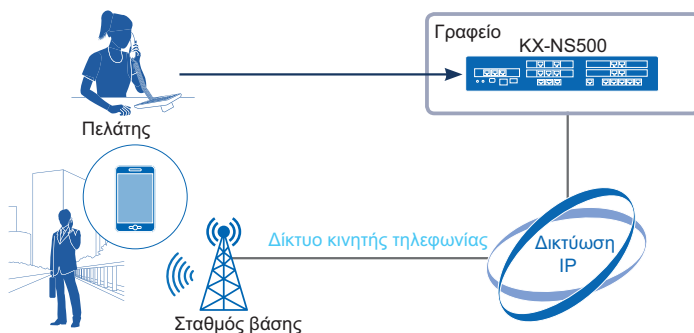 Γραφείο
KX-NS500
Πελάτης
Δίκτυο κινητής τηλεφωνίας
Δικτύωση
IP
Σταθμός βάσης